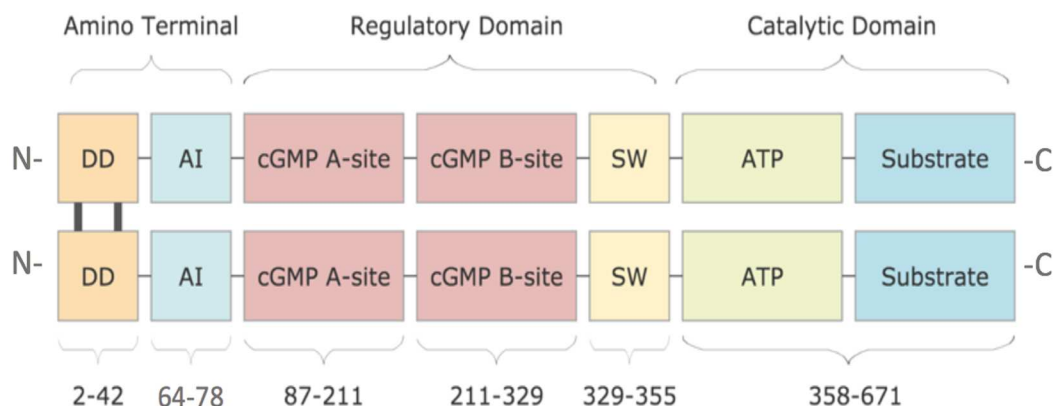 Amino Terminal Regulatory Domain Catalytic Domain
N- DD AI cGMP A-site cGMP B-site SW ATP Substrate -C
N- DD AI cGMP A-site cGMP B-site SW ATP Substrate -C
2-42 64-78 87-211 211-329 329-355 358-671